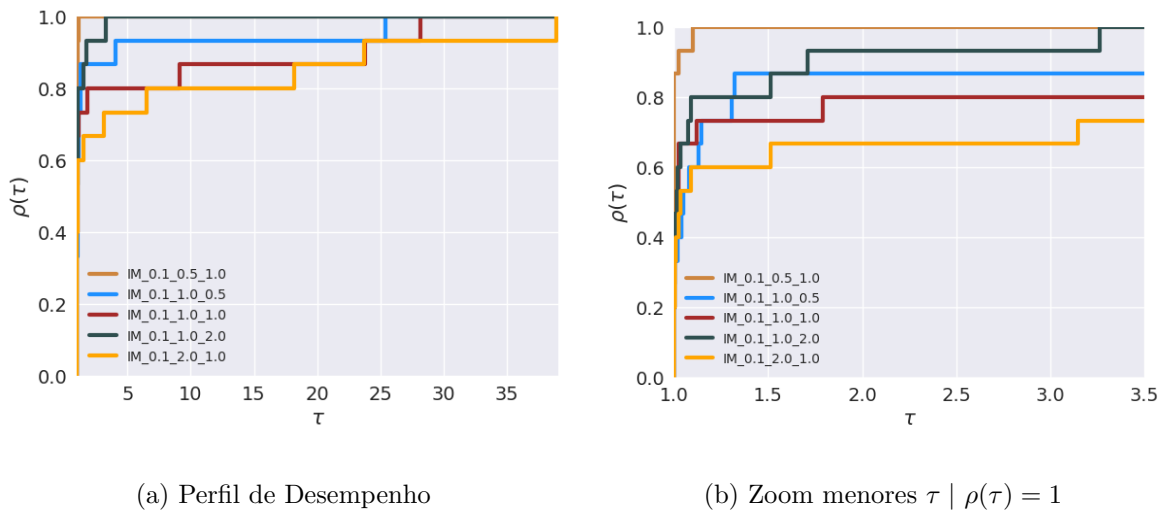 1.0
0.8
0.6
0.4
0.2
0.0
ρ(τ)
5 10 15 20 25 30 35
τ
IM_0.1_0.5_1.0
IM_0.1_1.0_0.5
IM_0.1_1.0_1.0
IM_0.1_1.0_2.0
IM_0.1_2.0_1.0
(a) Perfil de Desempenho
1.0
0.8
0.6
0.4
0.2
0.0
ρ(τ)
1.0 1.5 2.0 2.5 3.0 3.5
τ
IM_0.1_0.5_1.0
IM_0.1_1.0_0.5
IM_0.1_1.0_1.0
IM_0.1_1.0_2.0
IM_0.1_2.0_1.0
(b) Zoom menores τ | ρ(τ) = 1